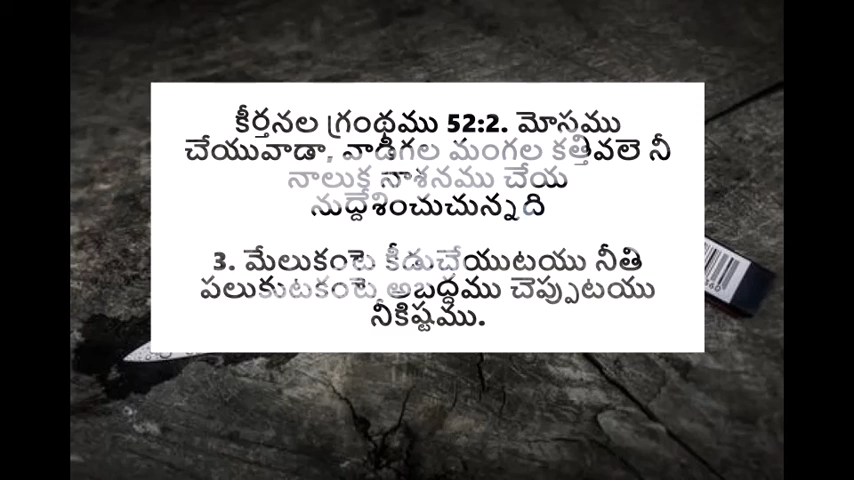 కీర్తనల గ్రంథము 52:2. మోసము
చేయువాడా, వాడిగల మంగల కత్తివలె నీ
నాలుక నాశనము చేయ
నుద్దేశించుచున్నది
3. మేలుకంటె కీడుచేయుటయు నీతి
పలుకుటకంటె అబద్ధము చెప్పుటయు
నీకిష్టము.